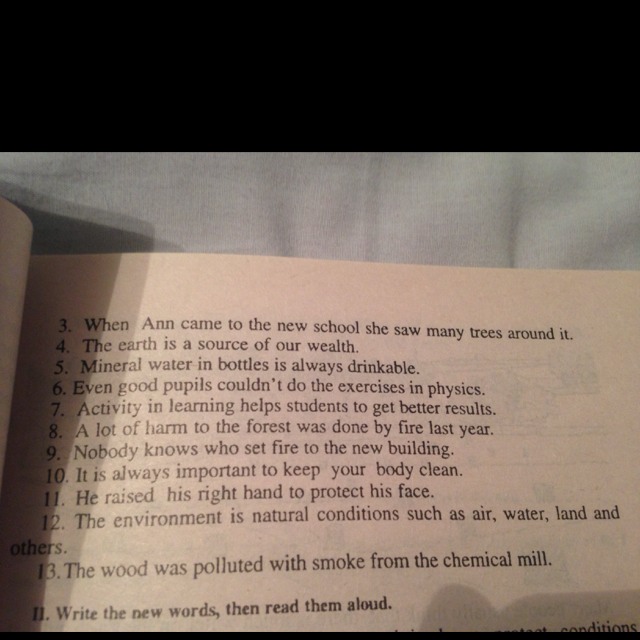 3. When Ann came to the new school she saw many trees around it.
4. The earth is a source of our wealth.
5. Mineral water in bottles is always drinkable.
6. Even good pupils couldn't do the exercises in physics.
7. Activity in learning helps students to get better results.
8. A lot of harm to the forest was done by fire last year.
9. Nobody knows who set fire to the new building.
10. It is always important to keep your body clean.
11. He raised his right hand to protect his face.
12. The environment is natural conditions such as air, water, land and
others.
13. The wood was polluted with smoke from the chemical mill.
II. Write the new words, then read them aloud.
protect conditions